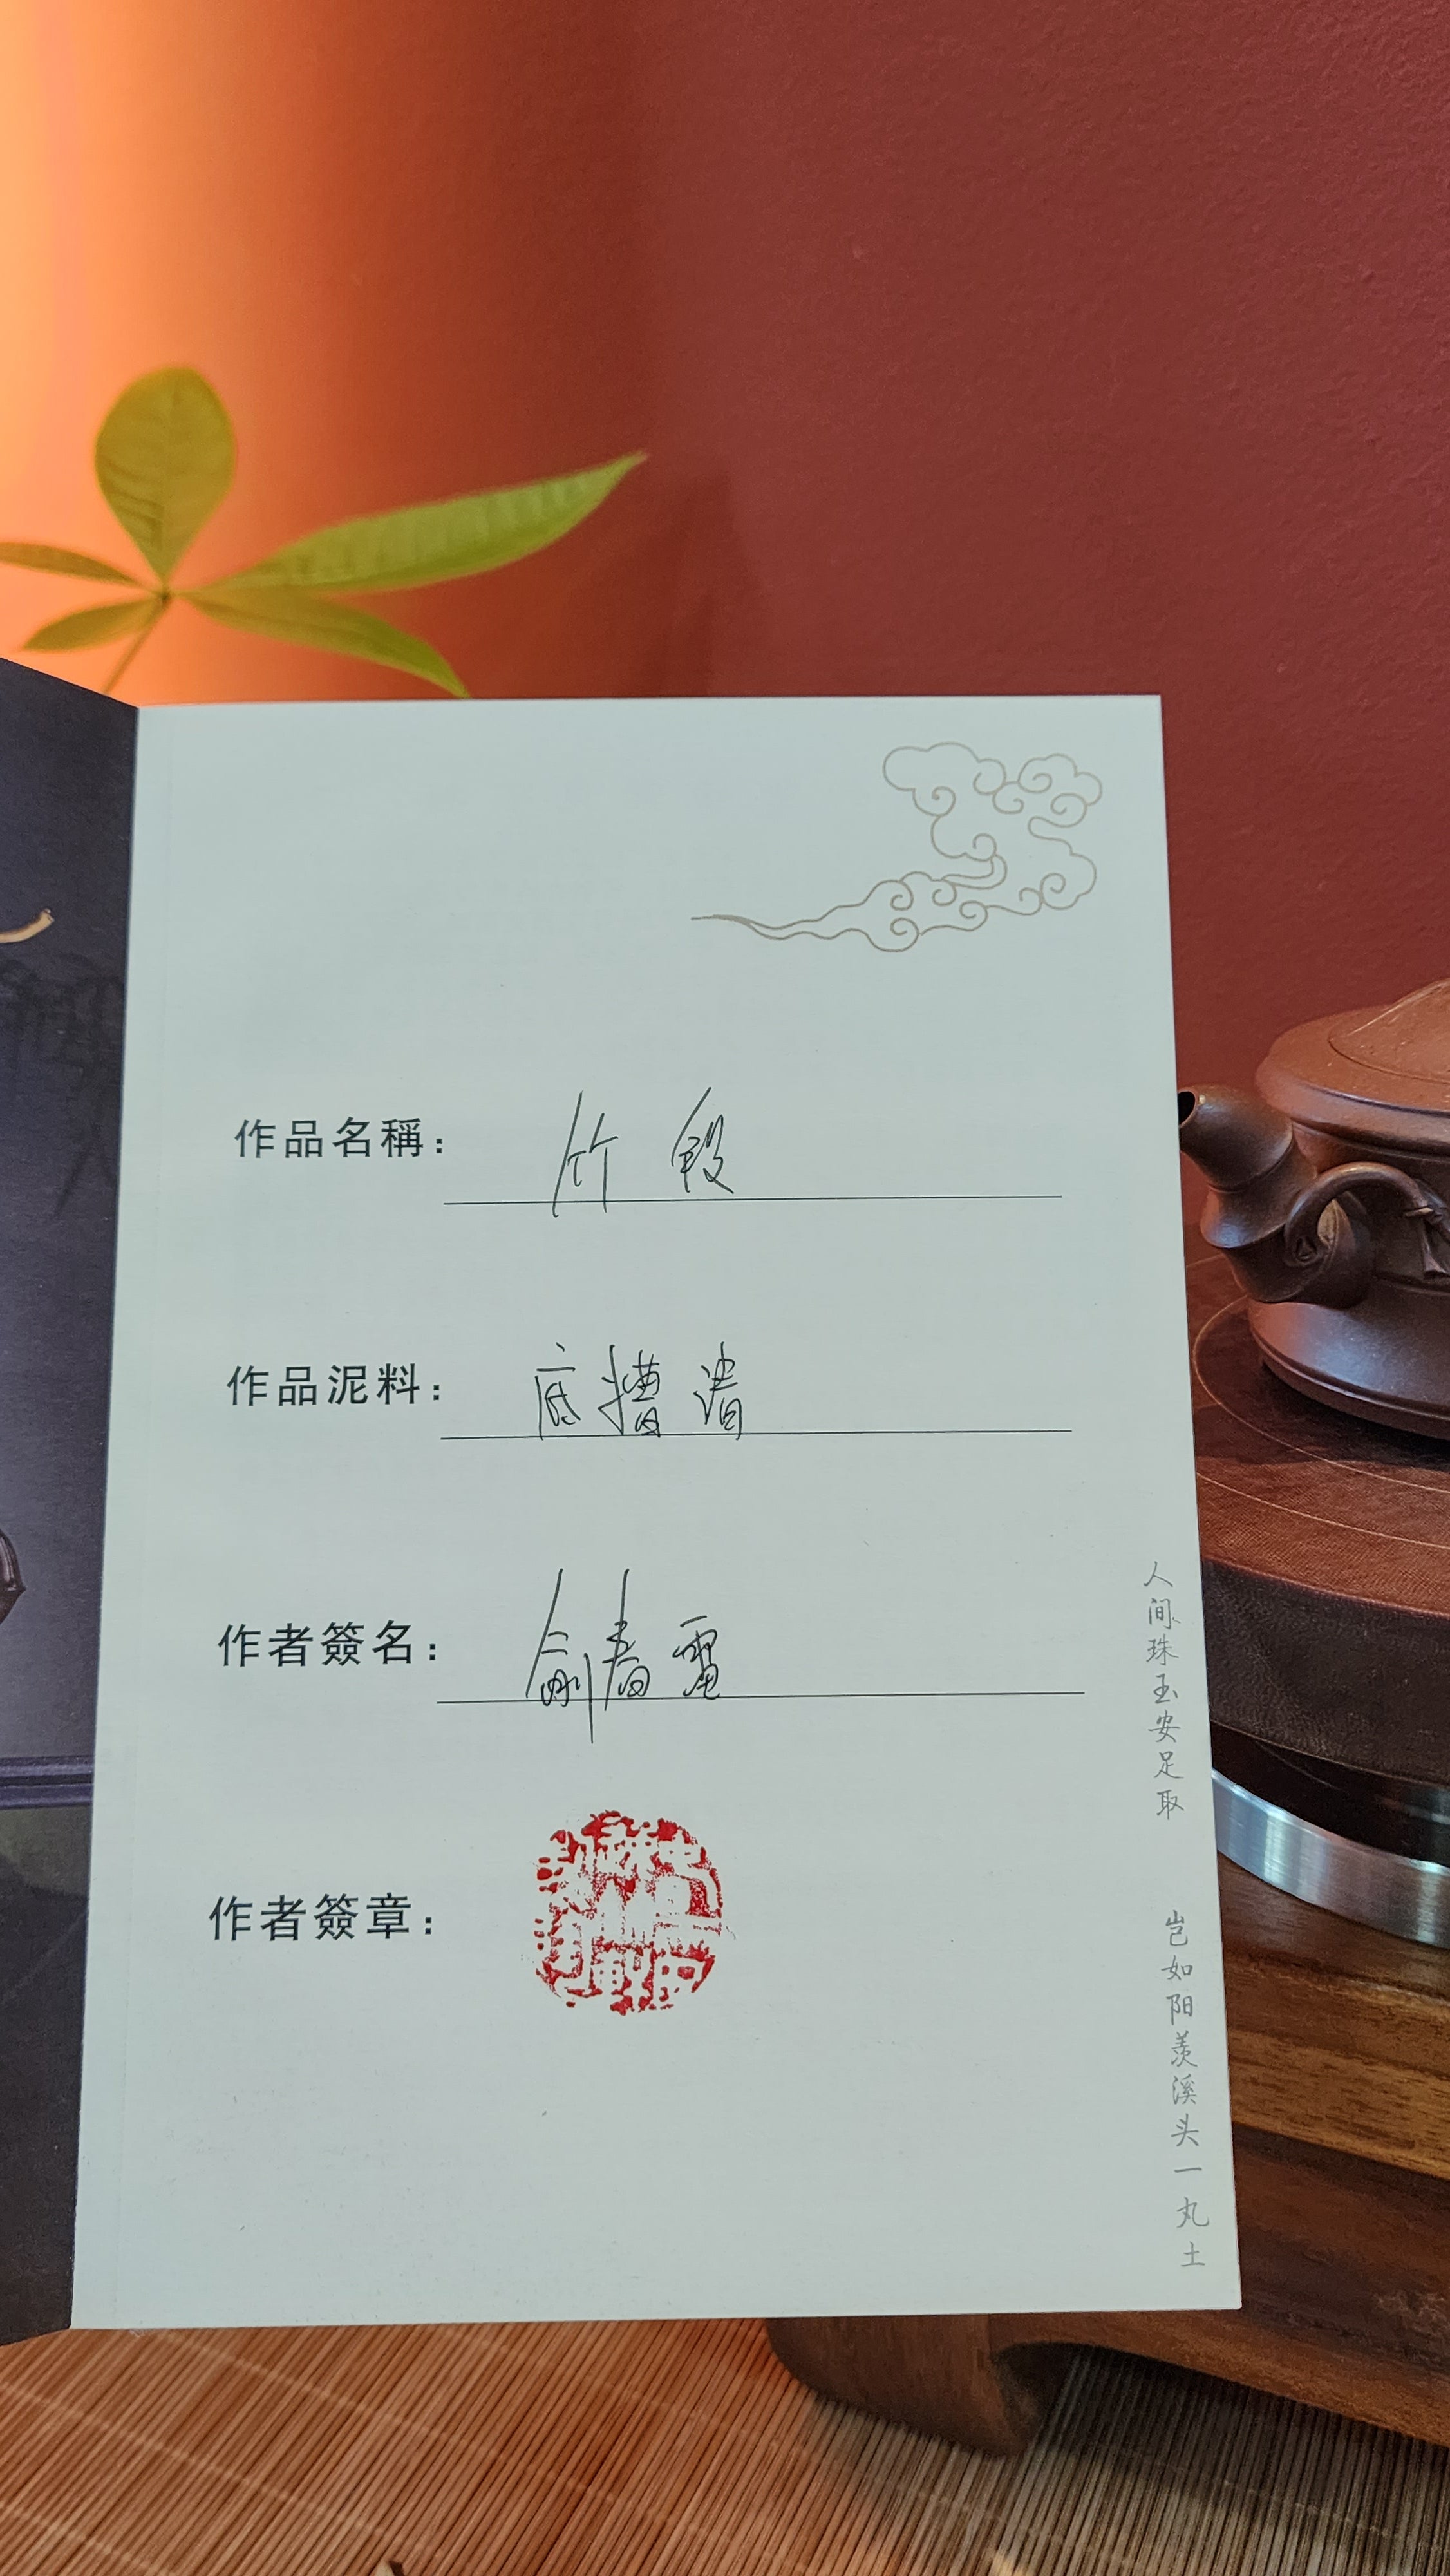 作品名稱：竹段
作品泥料：底槽清
作者簽名：俞春雷
作者簽章：
人间珠玉安足取
岂如阳羡溪头一丸土